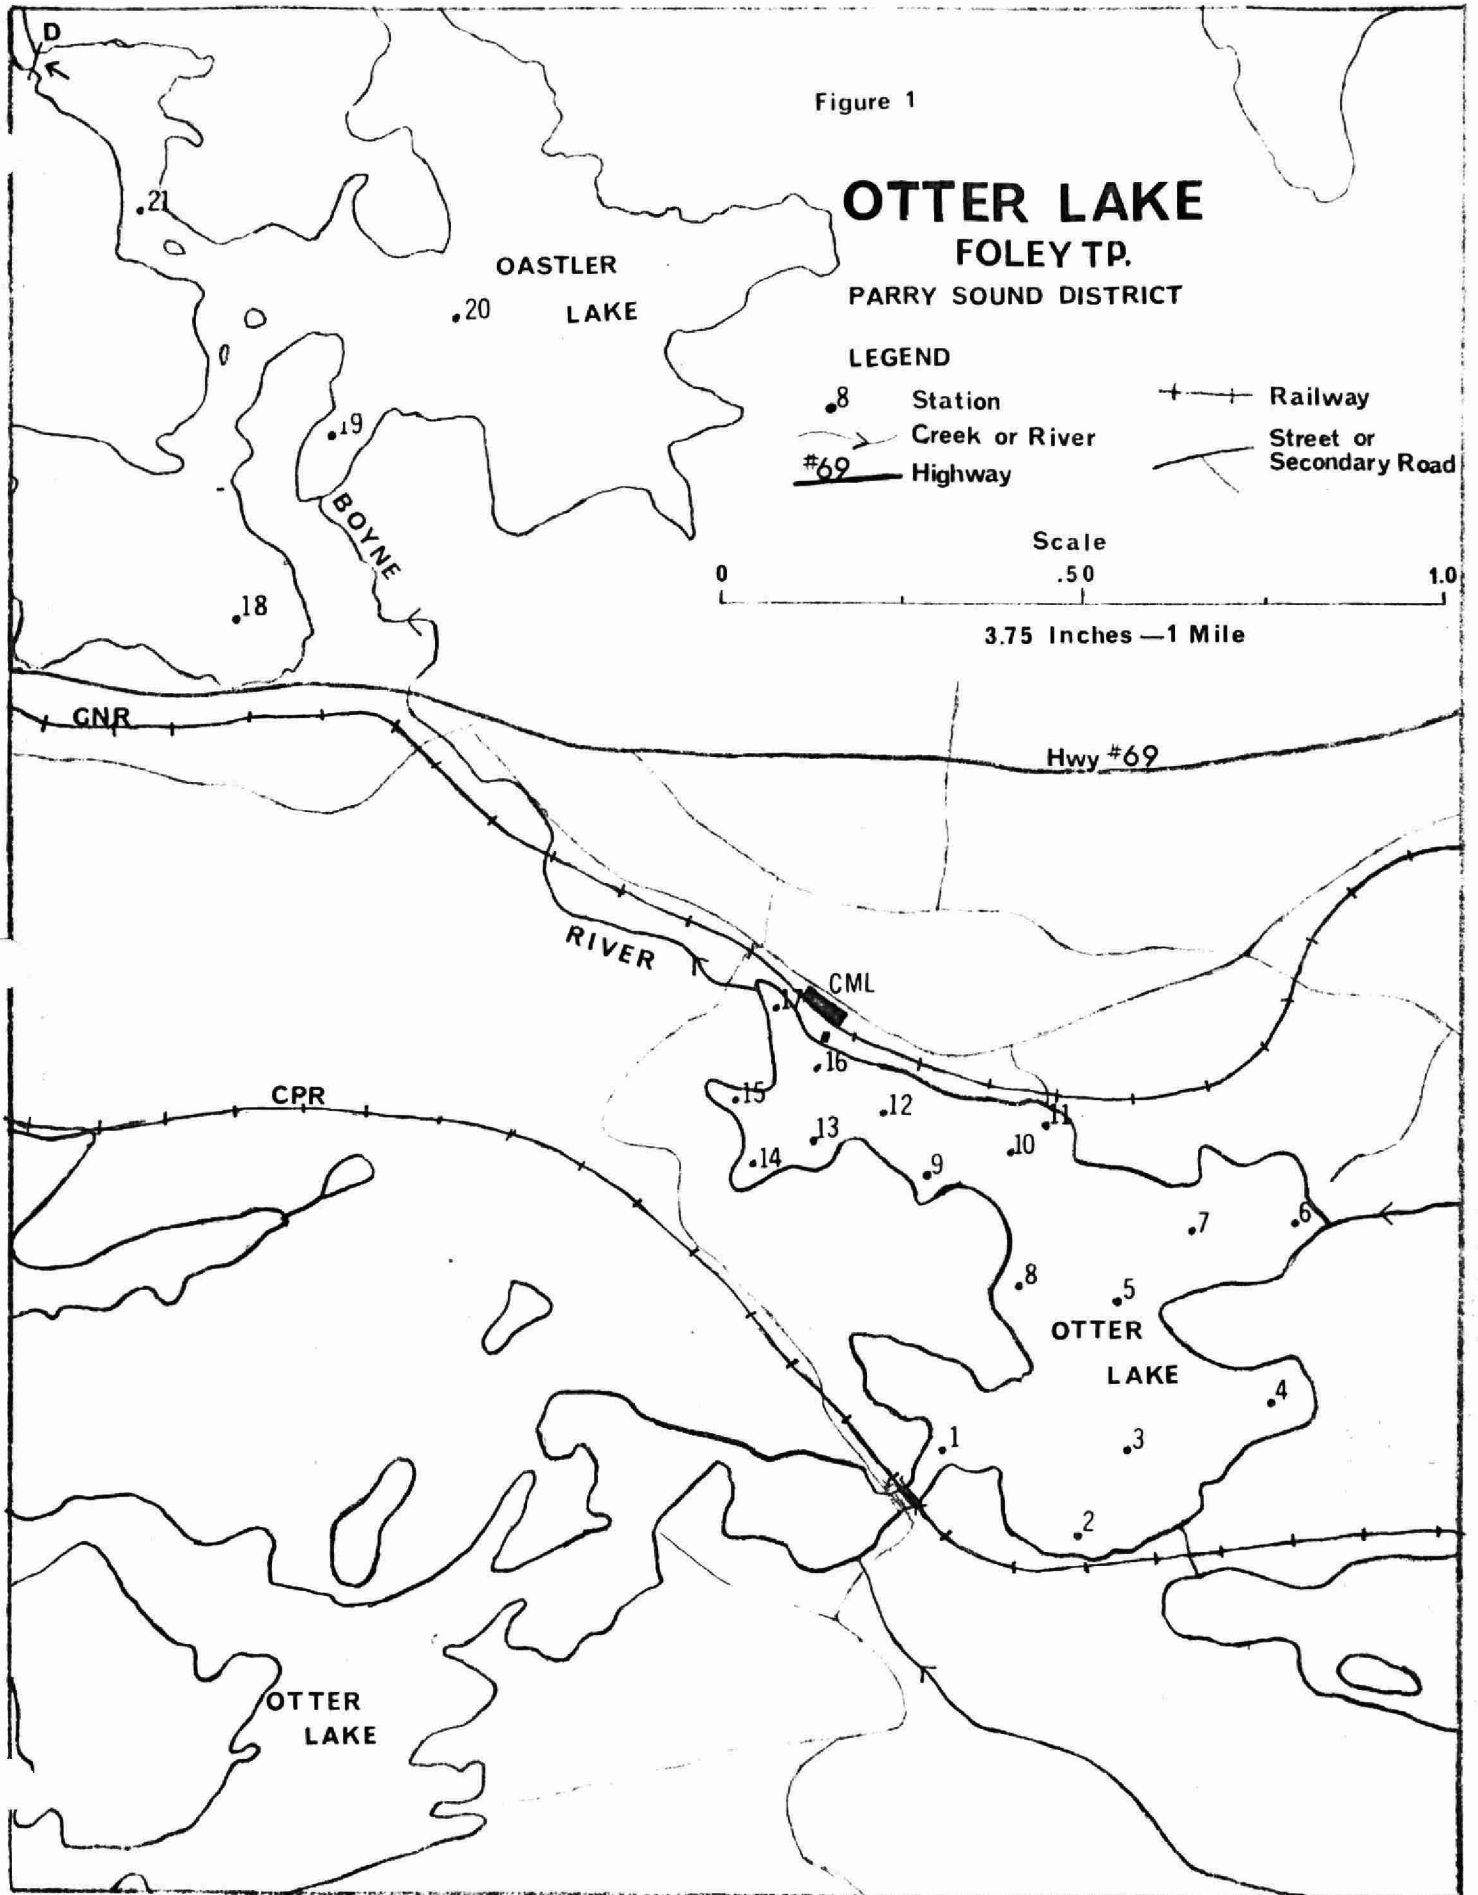 D
Figure 1
OTTER LAKE
FOLEY TP.
PARRY SOUND DISTRICT
LEGEND
8 Station
Creek or River
#69 Highway
Railway
Street or
Secondary Road
Scale
0 .50 1.0
3.75 Inches — 1 Mile
21
OASTLER
LAKE
20
19
BOYNE
18
CNR
Hwy #69
RIVER
CML
17
16
15
CPR
12
11
13
10
14
9
6
7
8
5
OTTER
LAKE
4
1
3
2
OTTER
LAKE